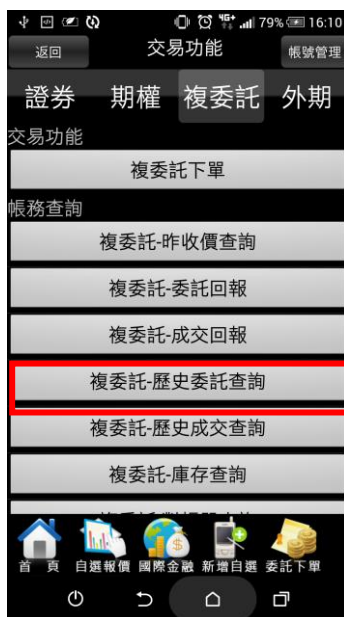 4G+ 79% 16:10
返回 交易功能 帳號管理
證券 期權 複委託 外期
交易功能
複委託下單
帳務查詢
複委託-昨收價查詢
複委託-委託回報
複委託-成交回報
複委託-歷史委託查詢
複委託-歷史成交查詢
複委託-庫存查詢
首 頁 自選報價 國際金融 新增自選 委託下單